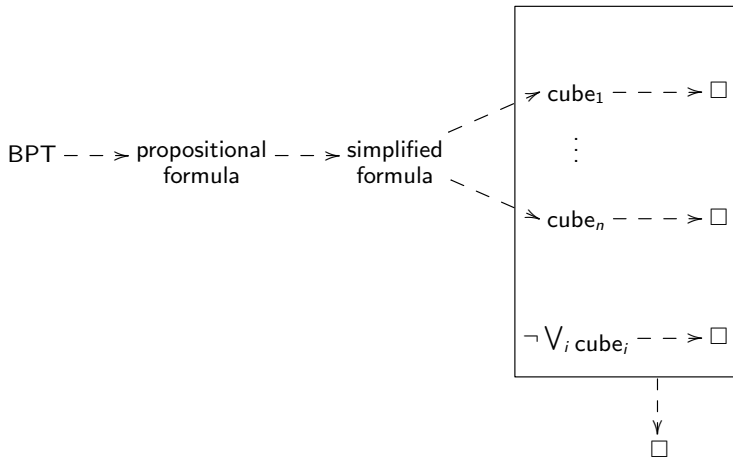 cube₁ □
BPT propositional simplified ⋮
formula formula
cubeₙ □
¬ ⋁ᵢ cubeᵢ □
□